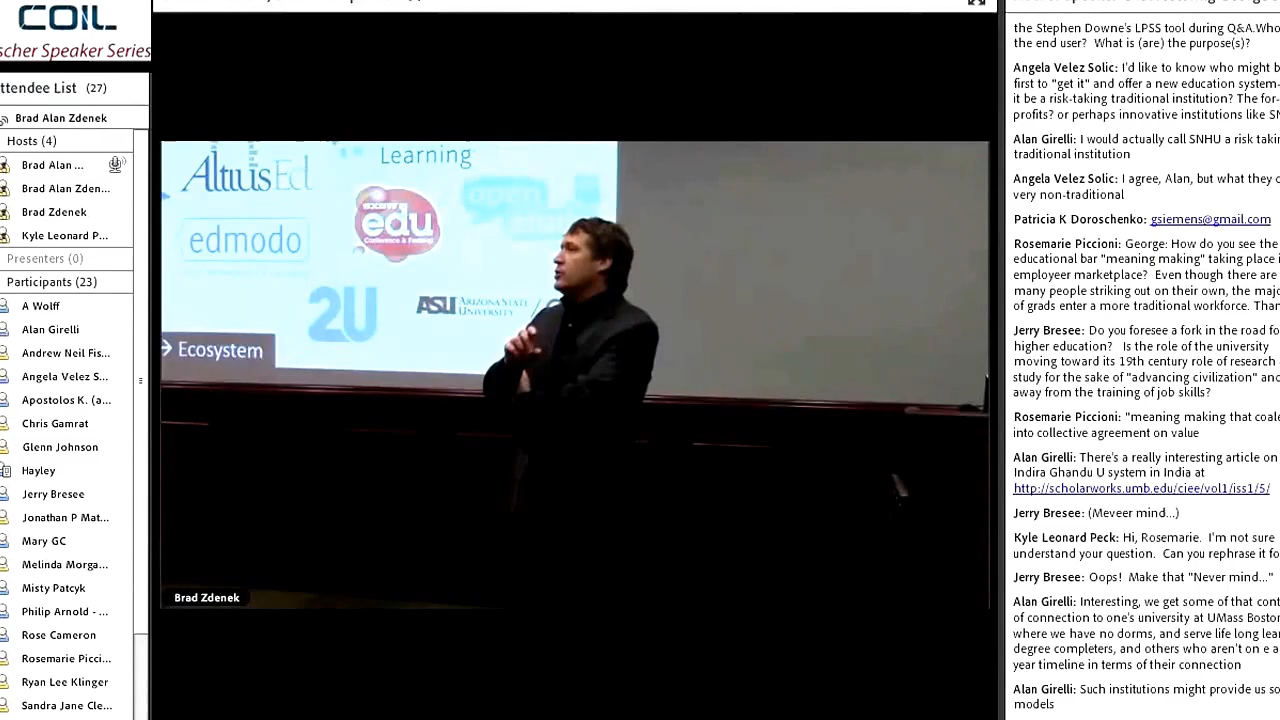 COIL
scher Speaker Series
ttendee List (27)
Brad Alan Zdenek
Hosts (4)
Brad Alan ...
Brad Alan Zden...
Brad Zdenek
Kyle Leonard P...
Presenters (0)
Participants (23)
A Wolff
Alan Girelli
Andrew Neil Fis...
Angela Velez S...
Apostolos K. (a...
Chris Gamrat
Glenn Johnson
Hayley
Jerry Bresee
Jonathan P Mat...
Mary GC
Melinda Morga...
Misty Patcyk
Philip Arnold - ...
Rose Cameron
Rosemarie Picci...
Ryan Lee Klinger
Sandra Jane Cle...
Learning
AltiusEd
edu
open
edmodo
2U
ASU ARIZONA STATE
UNIVERSITY
Ecosystem
Brad Zdenek
the Stephen Downe's LPSS tool during Q&A.Who
the end user? What is (are) the purpose(s)?
Angela Velez Solic: I'd like to know who might b
first to "get it" and offer a new education system-
it be a risk-taking traditional institution? The for-
profits? or perhaps innovative institutions like SN
Alan Girelli: I would actually call SNHU a risk takin
traditional institution
Angela Velez Solic: I agree, Alan, but what they c
very non-traditional
Patricia K Doroschenko: gsiemens@gmail.com
Rosemarie Piccioni: George: How do you see the
educational bar "meaning making" taking place i
employeer marketplace? Even though there are
many people striking out on their own, the majo
of grads enter a more traditional workforce. Than
Jerry Bresee: Do you foresee a fork in the road fo
higher education? Is the role of the university
moving toward its 19th century role of research
study for the sake of "advancing civilization" and
away from the training of job skills?
Rosemarie Piccioni: "meaning making that coale
into collective agreement on value
Alan Girelli: There's a really interesting article on
Indira Ghandu U system in India at
http://scholarworks.umb.edu/ciee/vol1/iss1/5/
Jerry Bresee: (Meveer mind...)
Kyle Leonard Peck: Hi, Rosemarie. I'm not sure
understand your question. Can you rephrase it fo
Jerry Bresee: Oops! Make that "Never mind..."
Alan Girelli: Interesting, we get some of that cont
of connection to one's university at UMass Boston
where we have no dorms, and serve life long lea
degree completers, and others who aren't on e a
year timeline in terms of their connection
Alan Girelli: Such institutions might provide us so
models